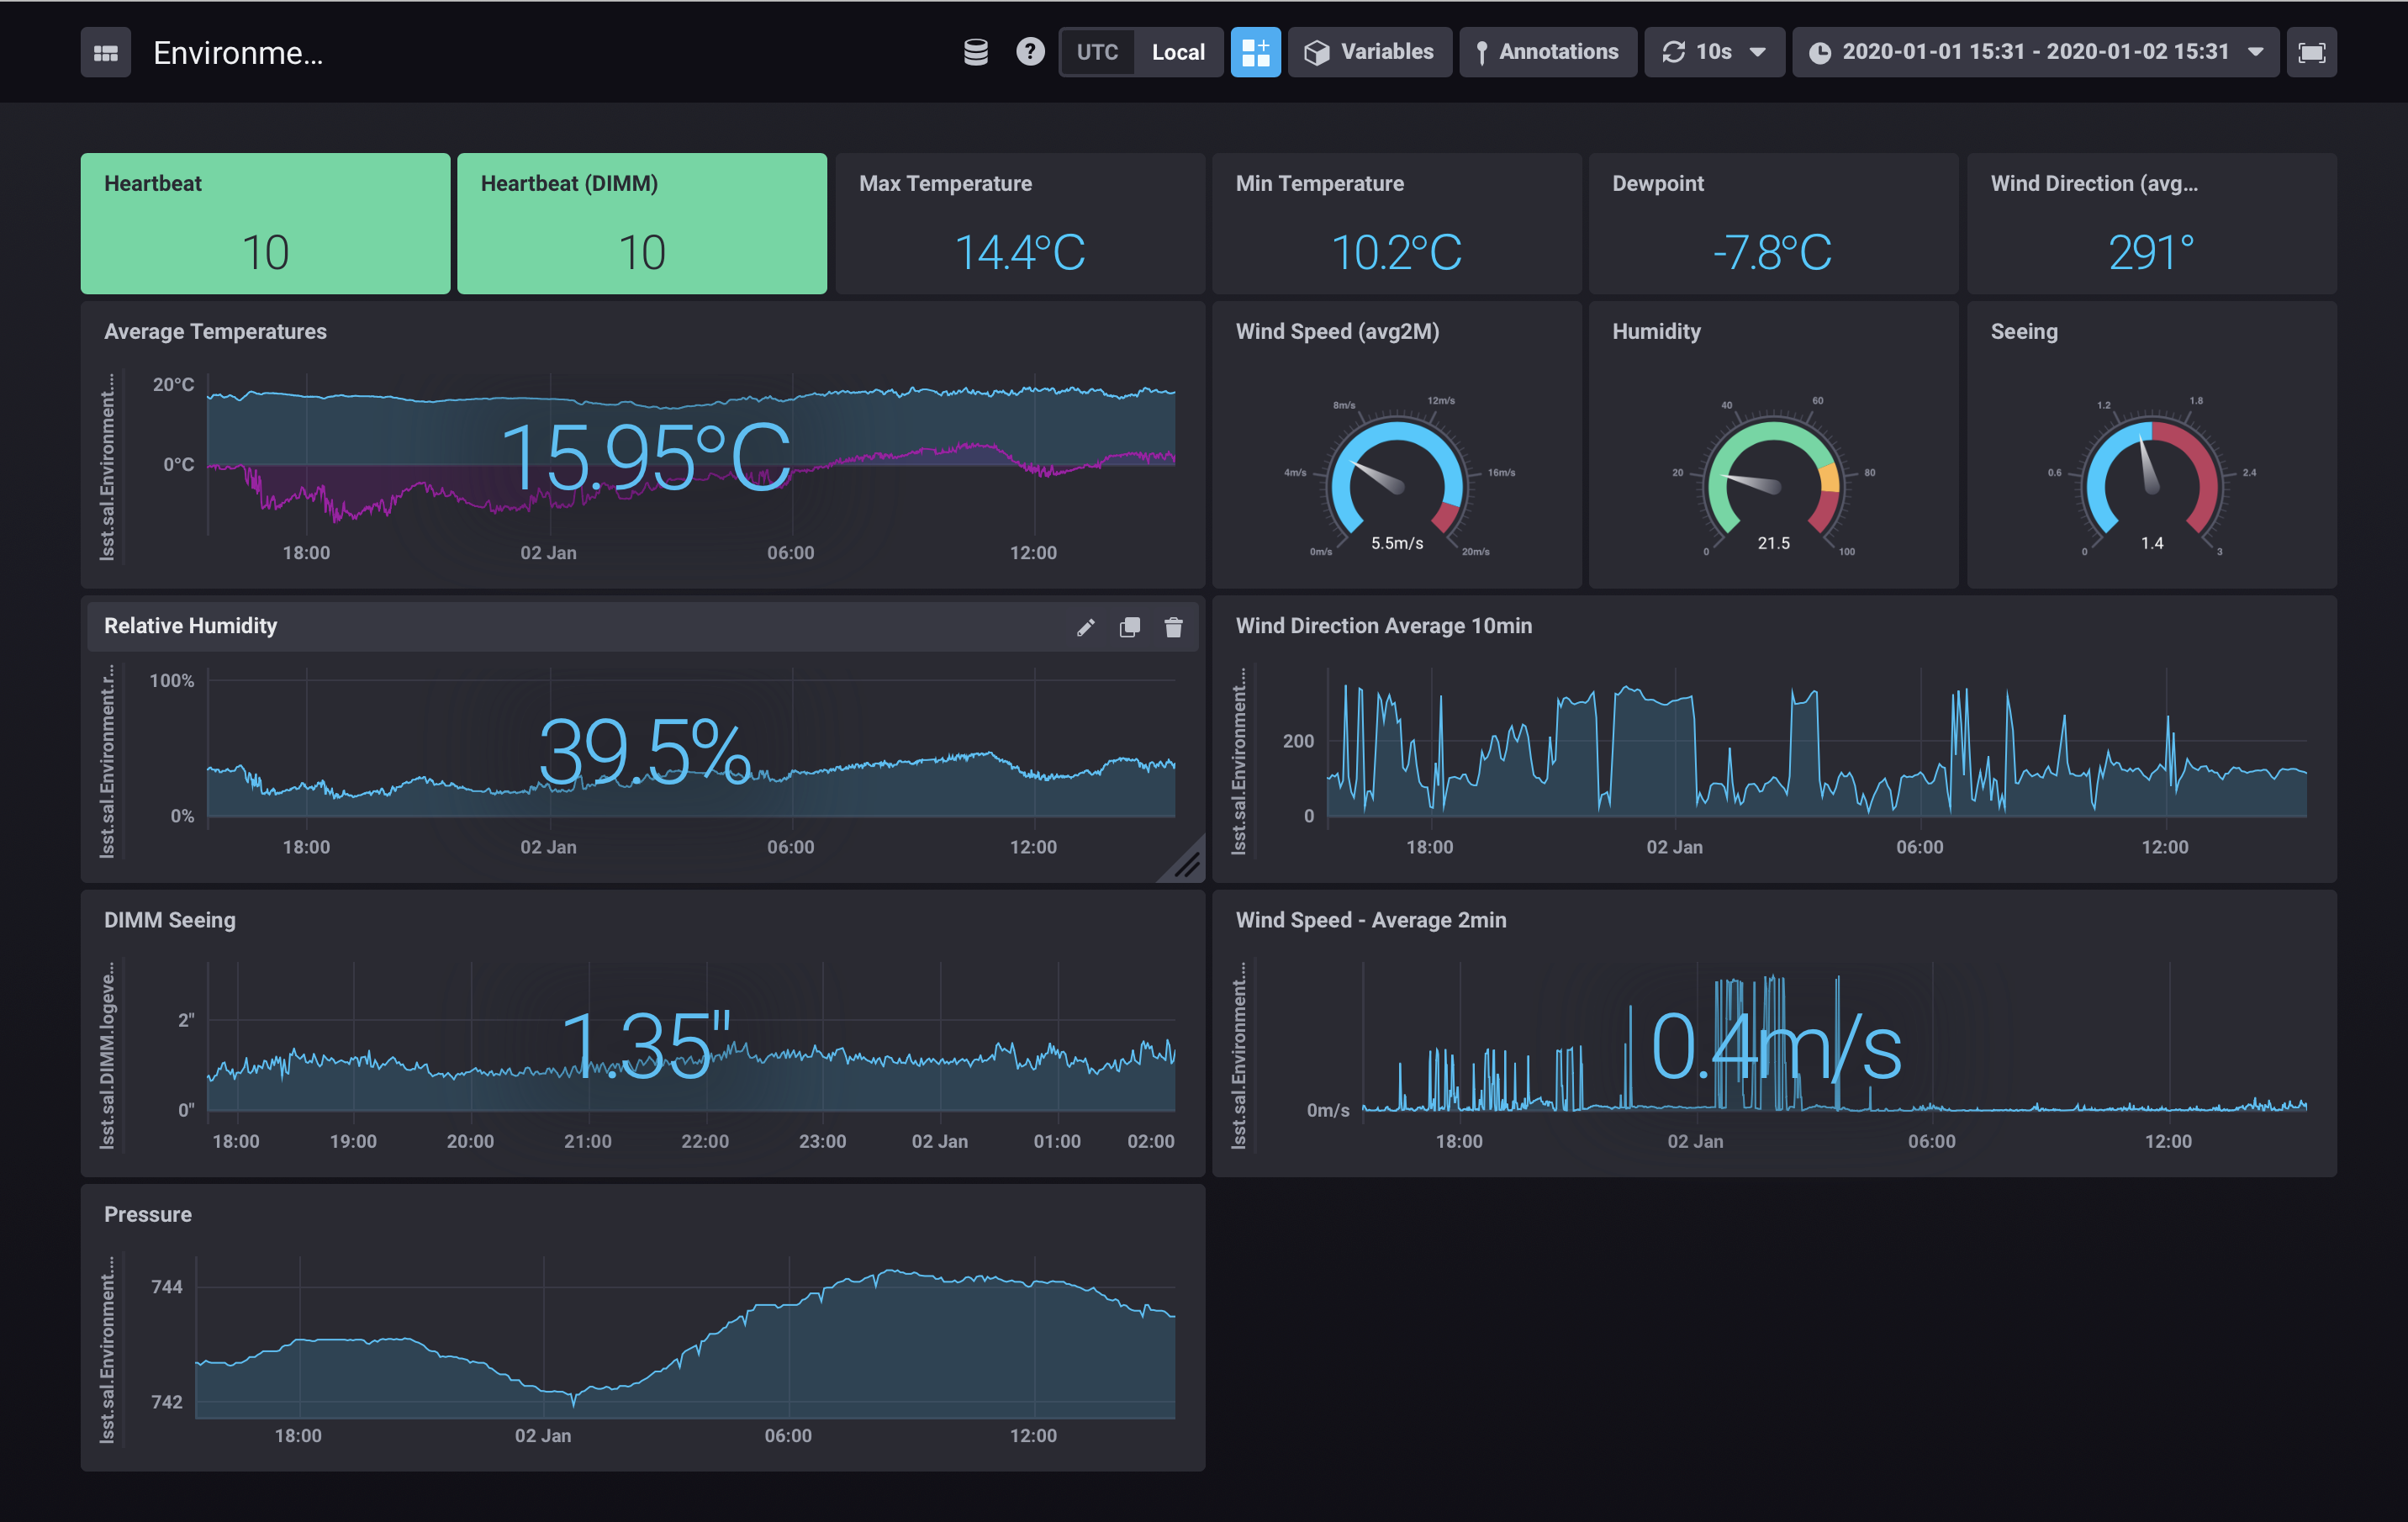 Environme...
UTC Local Variables Annotations 10s 2020-01-01 15:31 - 2020-01-02 15:31
Heartbeat
10
Heartbeat (DIMM)
10
Max Temperature
14.4°C
Min Temperature
10.2°C
Dewpoint
-7.8°C
Wind Direction (avg...
291°
Average Temperatures
lsst.sal.Environment....
20°C
0°C
15.95°C
18:00 02 Jan 06:00 12:00
Wind Speed (avg2M)
8m/s 12m/s
4m/s 16m/s
0m/s 20m/s
5.5m/s
Humidity
40 60
20 80
0 100
21.5
Seeing
1.2 1.8
0.6 2.4
0 3
1.4
Relative Humidity
lsst.sal.Environment.r...
100%
0%
39.5%
18:00 02 Jan 06:00 12:00
Wind Direction Average 10min
lsst.sal.Environment....
200
0
18:00 02 Jan 06:00 12:00
DIMM Seeing
lsst.sal.DIMM.logeve...
2"
0"
1.35"
18:00 19:00 20:00 21:00 22:00 23:00 02 Jan 01:00 02:00
Wind Speed - Average 2min
lsst.sal.Environment....
0m/s
0.4m/s
18:00 02 Jan 06:00 12:00
Pressure
lsst.sal.Environment....
744
742
18:00 02 Jan 06:00 12:00